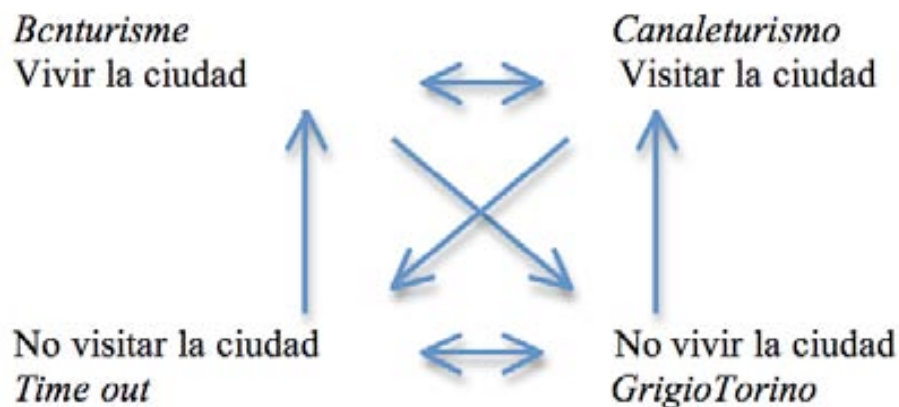 Bcnturisme
Vivir la ciudad
Canaleturismo
Visitar la ciudad
No visitar la ciudad
Time out
No vivir la ciudad
GrigioTorino